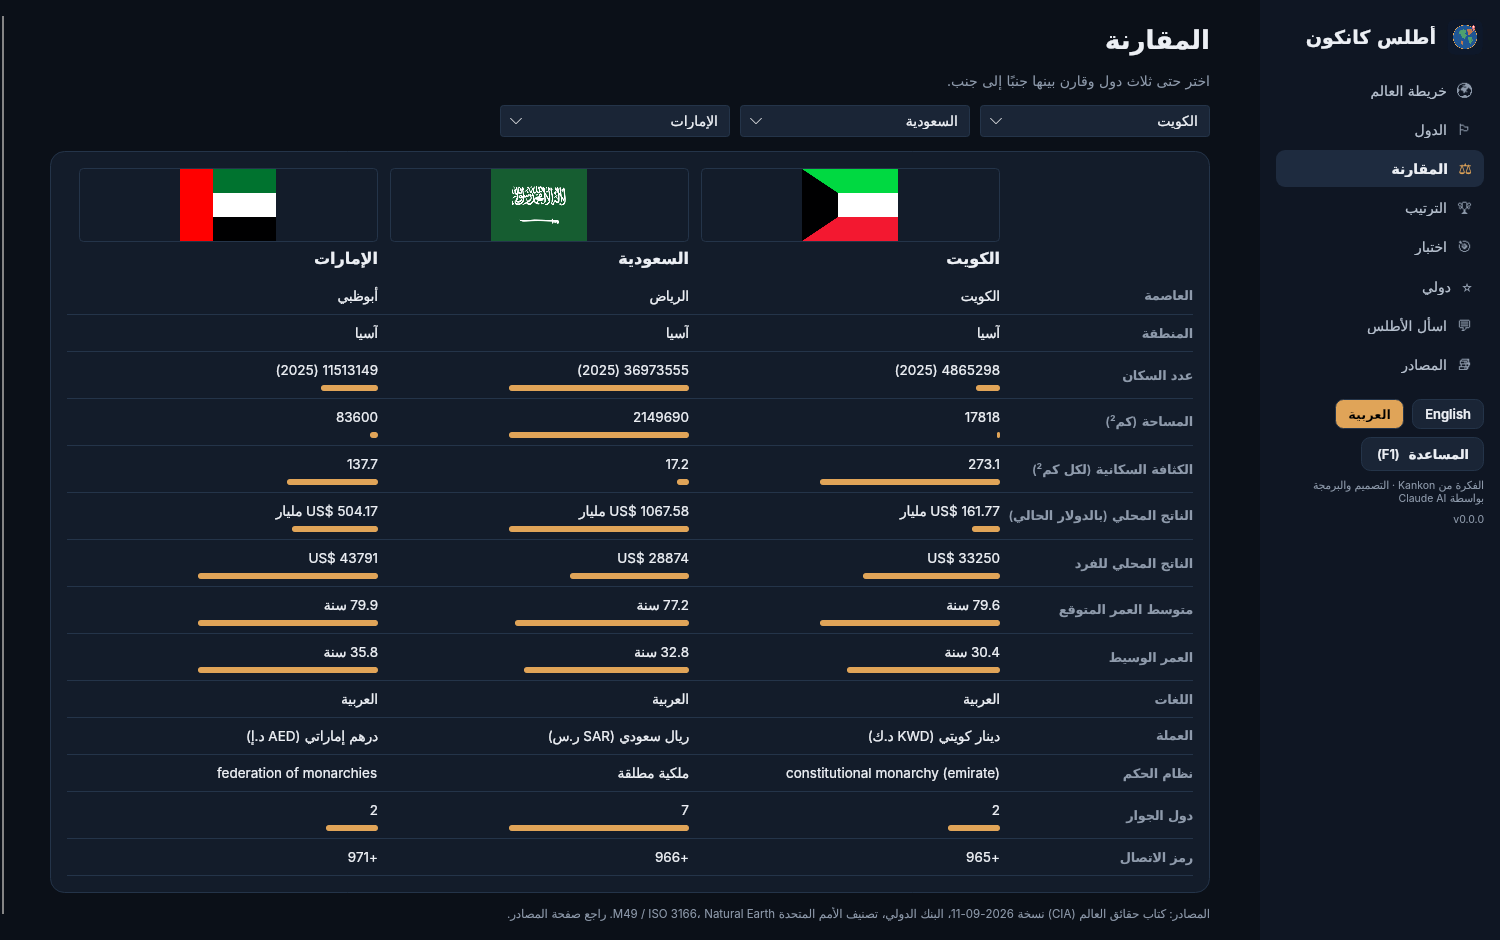 أطلس كانكون
خريطة العالم
الدول
المقارنة
الترتيب
اختبار
دولي
اسأل الأطلس
المصادر
English العربية
المساعدة (F1)
الفكرة من Kankon · التصميم والبرمجة
بواسطة Claude AI
v0.0.0
المقارنة
اختر حتى ثلاث دول وقارن بينها جنبًا إلى جنب.
الكويت السعودية الإمارات
الكويت السعودية الإمارات
العاصمة الكويت الرياض أبوظبي
المنطقة آسيا آسيا آسيا
عدد السكان 4865298 (2025) 36973555 (2025) 11513149 (2025)
المساحة (كم²) 17818 2149690 83600
الكثافة السكانية (لكل كم²) 273.1 17.2 137.7
الناتج المحلي (بالدولار الحالي) US$ 161.77 مليار US$ 1067.58 مليار US$ 504.17 مليار
الناتج المحلي للفرد US$ 33250 US$ 28874 US$ 43791
متوسط العمر المتوقع 79.6 سنة 77.2 سنة 79.9 سنة
العمر الوسيط 30.4 سنة 32.8 سنة 35.8 سنة
اللغات العربية العربية العربية
العملة دينار كويتي (KWD د.ك) ريال سعودي (SAR ر.س) درهم إماراتي (AED د.إ)
نظام الحكم constitutional monarchy (emirate) ملكية مطلقة federation of monarchies
دول الجوار 2 7 2
رمز الاتصال +965 +966 +971
المصادر: كتاب حقائق العالم (CIA) نسخة 2026-09-11، البنك الدولي، تصنيف الأمم المتحدة M49 / ISO 3166، Natural Earth. راجع صفحة المصادر.